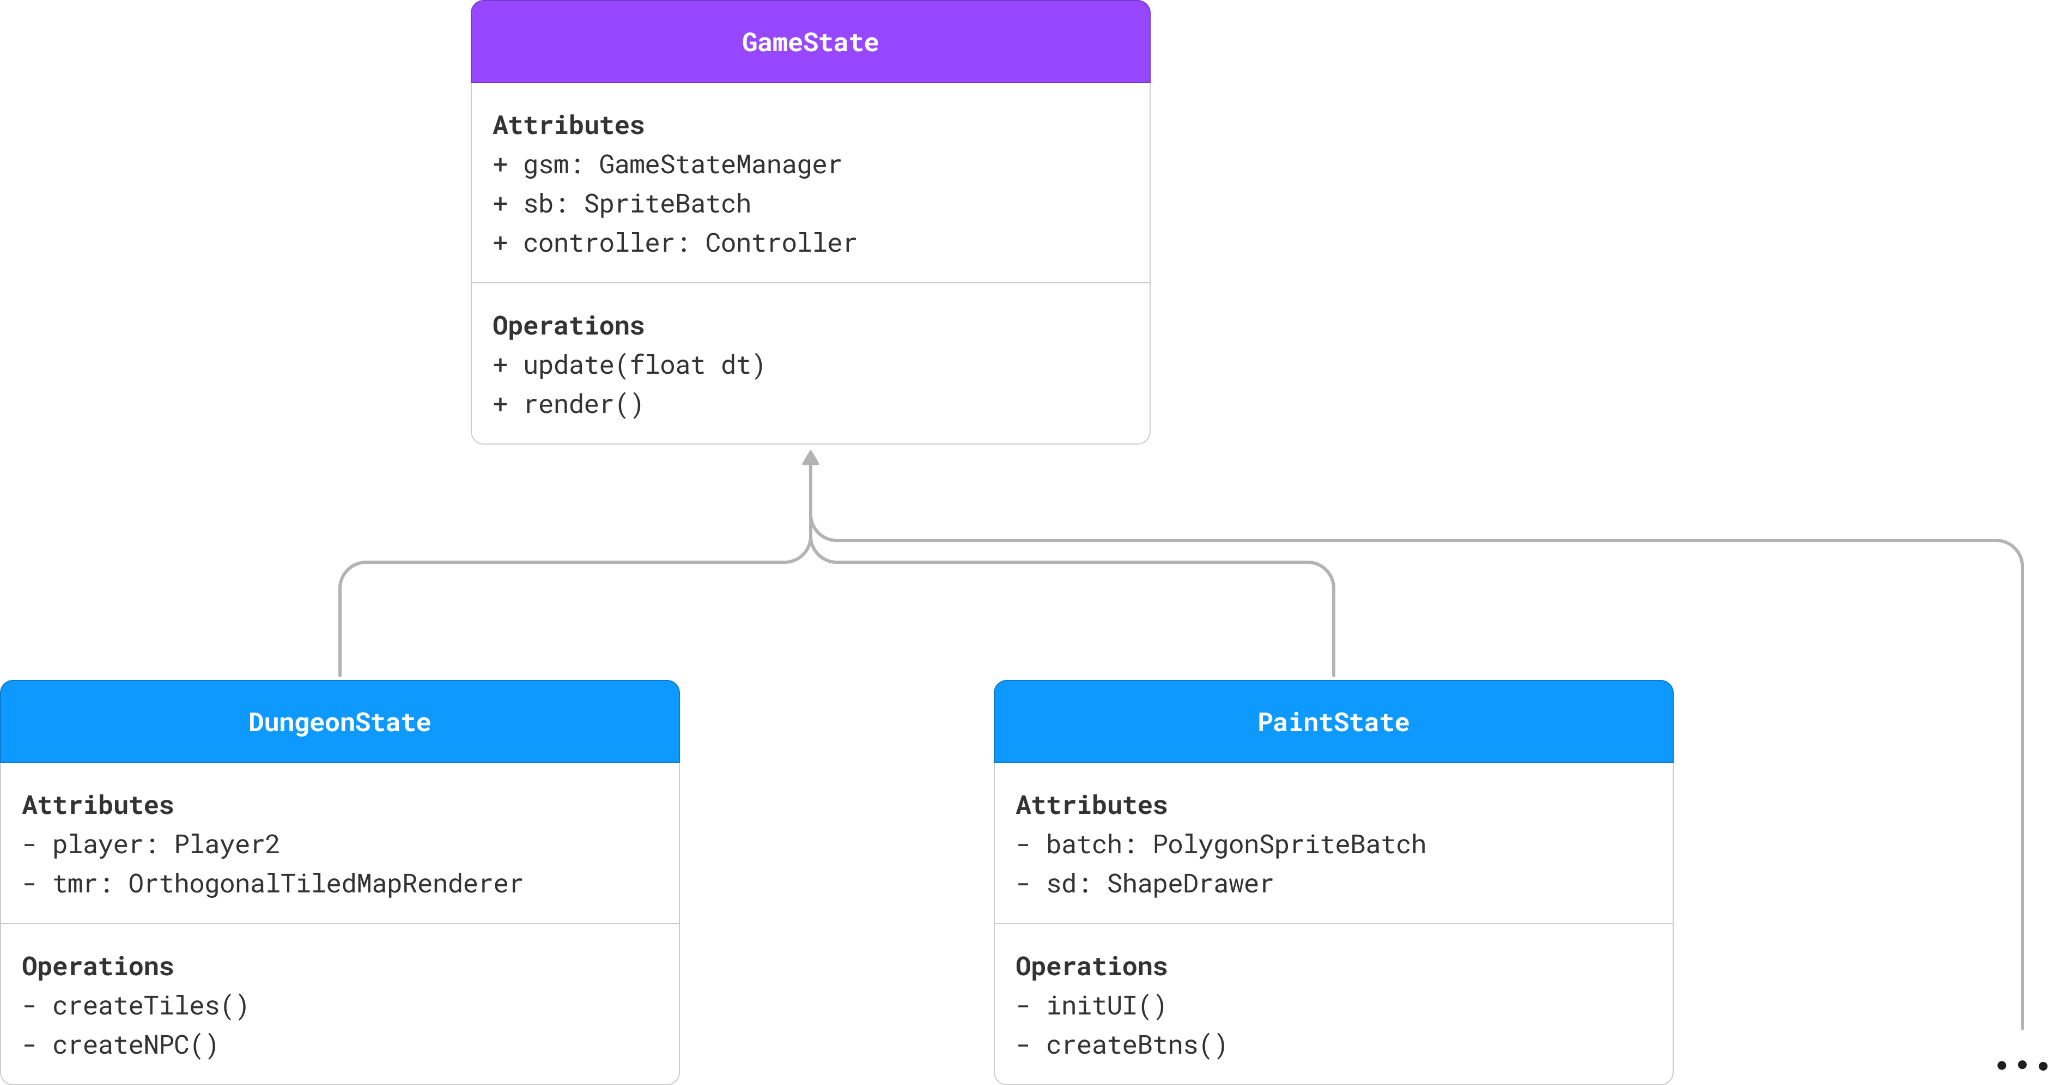 GameState
Attributes
+ gsm: GameStateManager
+ sb: SpriteBatch
+ controller: Controller
Operations
+ update(float dt)
+ render()
DungeonState
Attributes
- player: Player2
- tmr: OrthogonalTiledMapRenderer
Operations
- createTiles()
- createNPC()
PaintState
Attributes
- batch: PolygonSpriteBatch
- sd: ShapeDrawer
Operations
- initUI()
- createBtns()
...